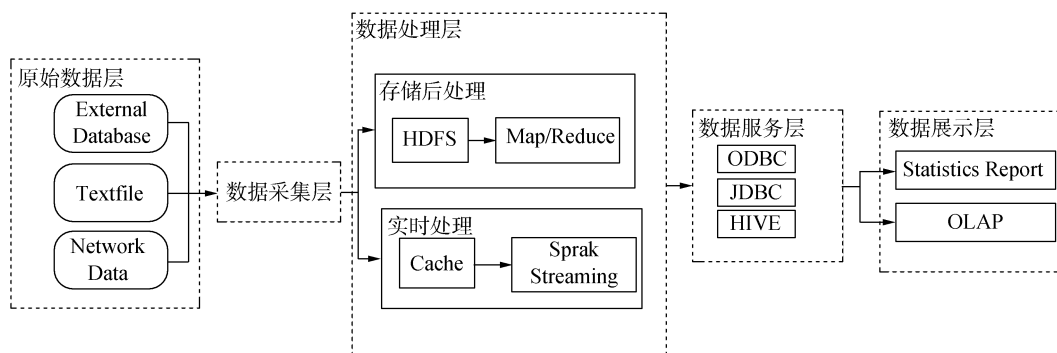 原始数据层
External
Database
Textfile
Network
Data
数据采集层
数据处理层
存储后处理
HDFS
Map/Reduce
实时处理
Cache
Sprak
Streaming
数据服务层
ODBC
JDBC
HIVE
数据展示层
Statistics Report
OLAP